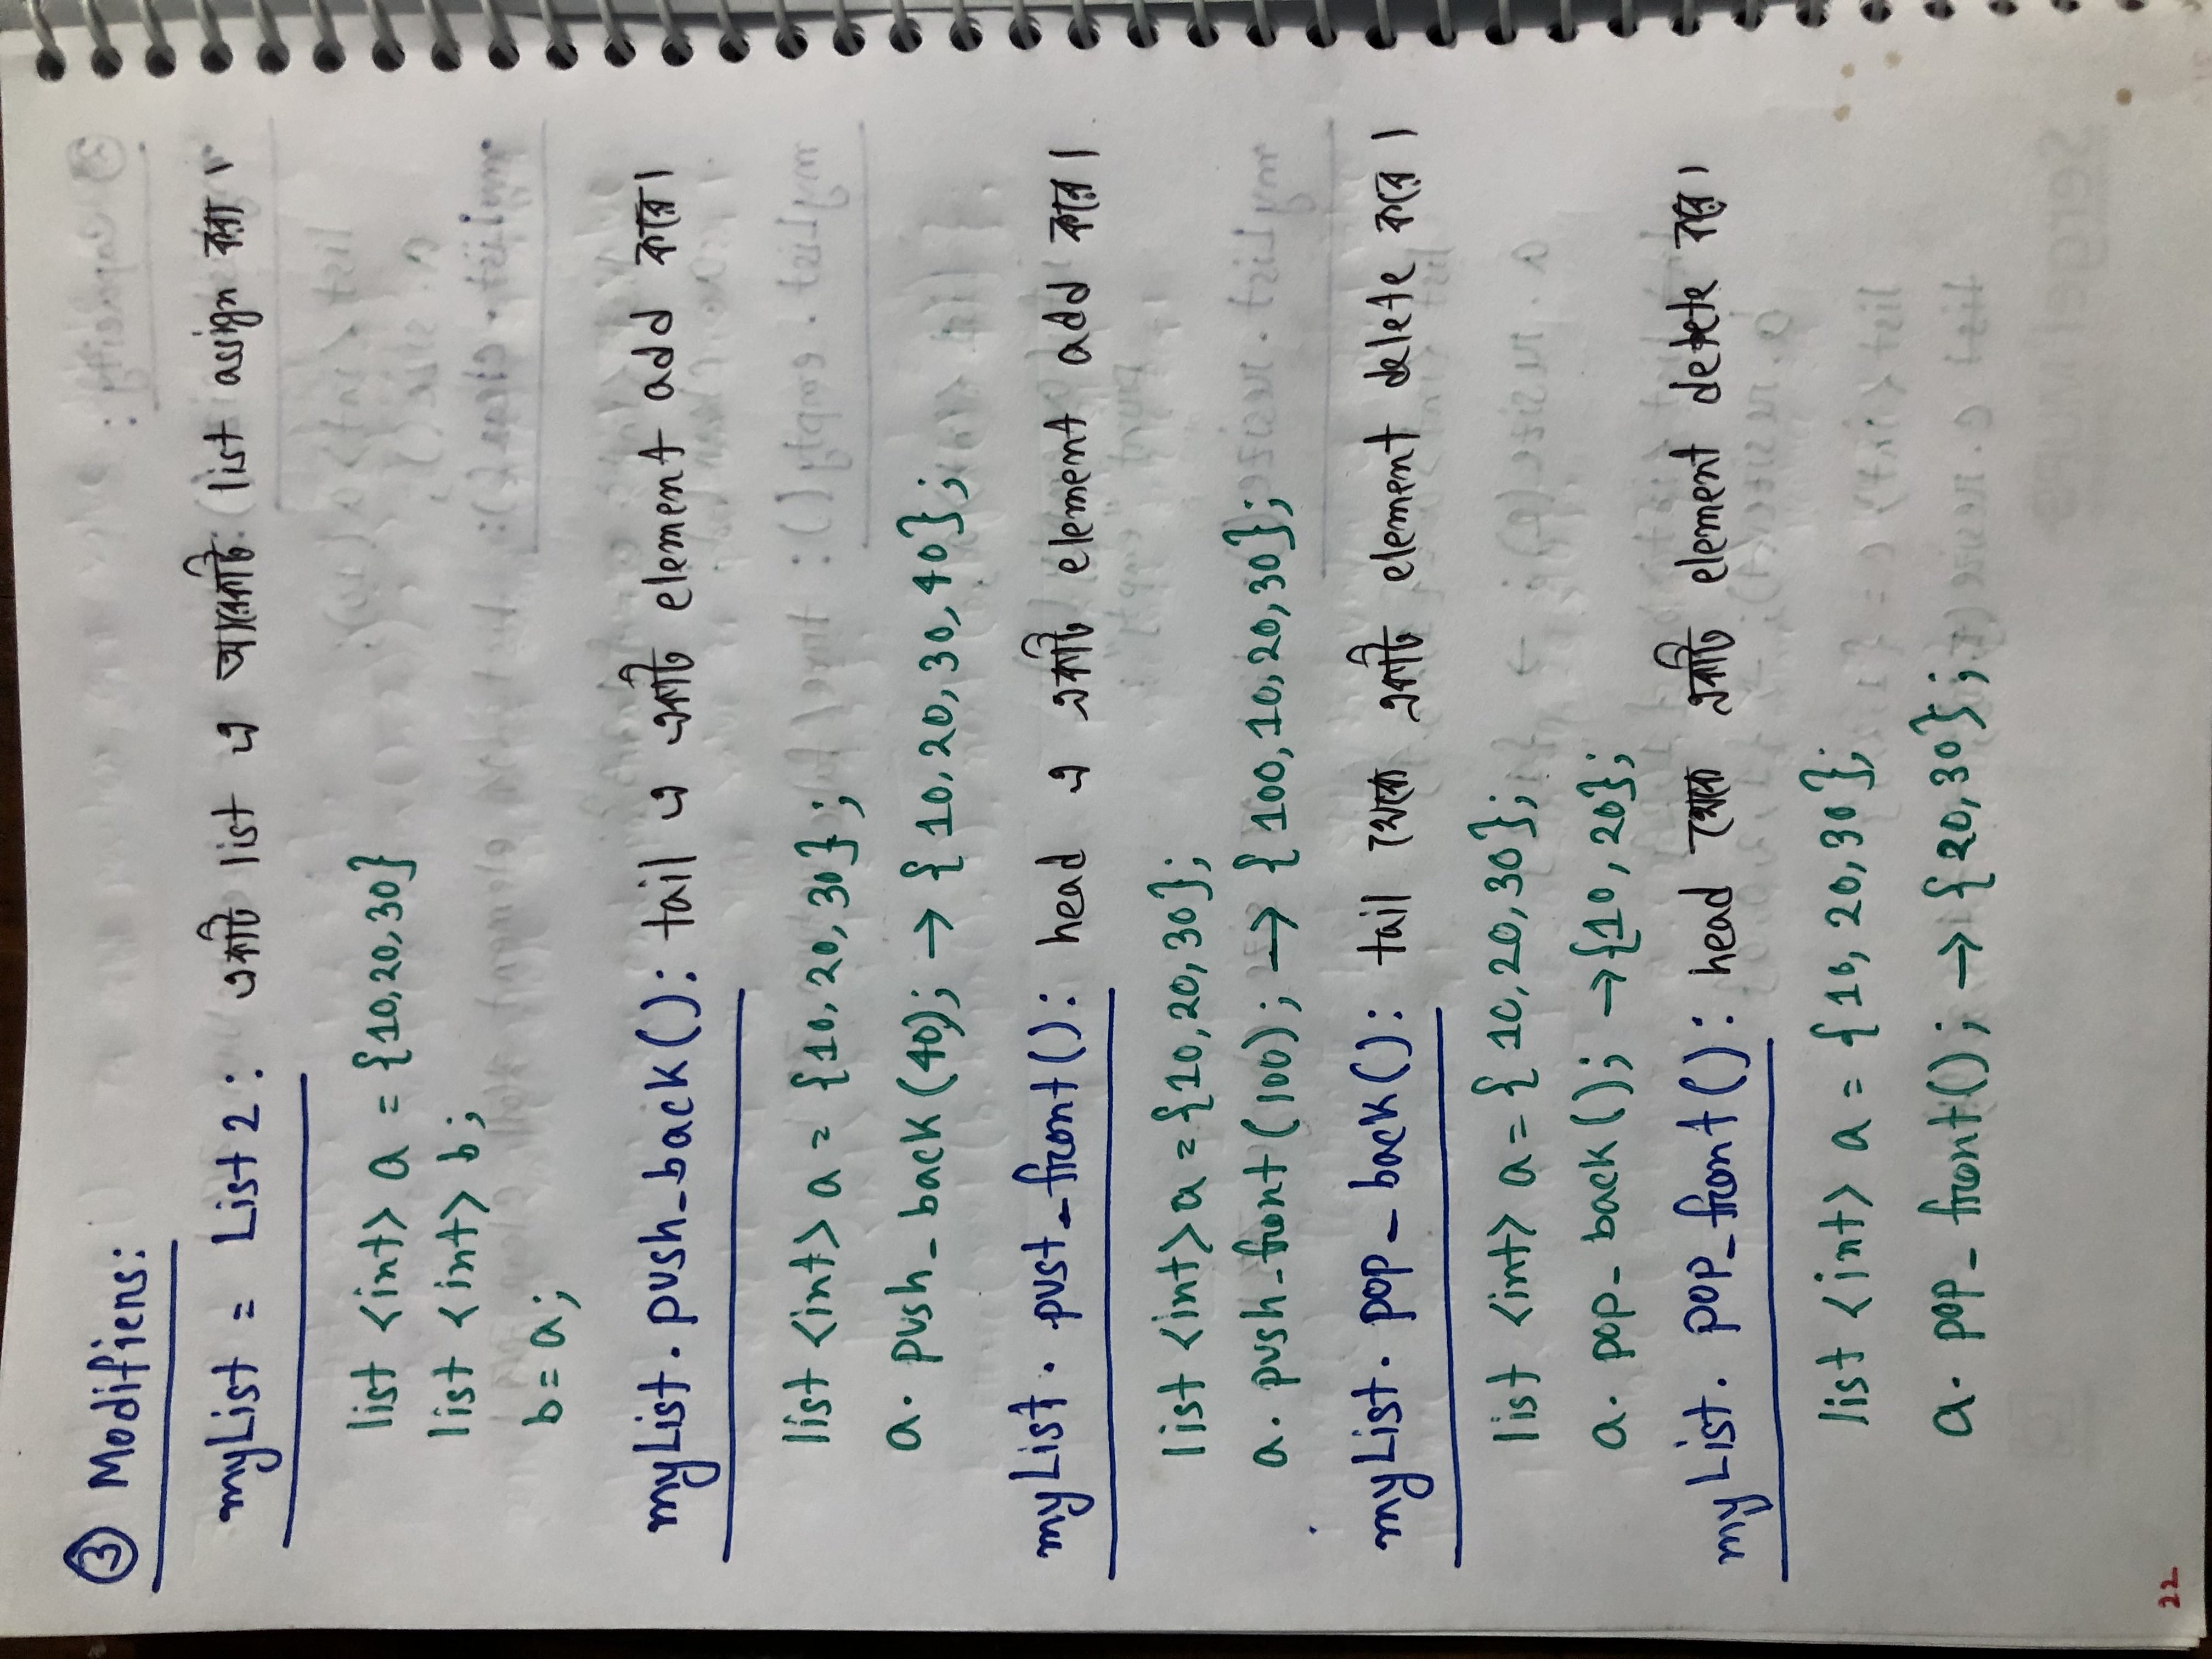 ③ Modifiers:
myList = List 2: একটি list এ আরেকটি list assign করা।
list <int> a = {10,20,30}
list <int> b;
b = a;
myList. push_back(): tail এ একটি element add করে।
list <int> a = {10, 20, 30};
a. push_back(40); → { 10, 20, 30, 40};
myList. pust_front(): head এ একটি element add করে।
list <int> a = {10,20,30};
a. push_front (100); → { 100, 10, 20, 30};
myList. pop_back(): tail থেকে একটি element delete করে।
list <int> a = { 10, 20, 30};
a. pop_back(); → {10, 20};
myList. pop_front(): head থেকে একটি element delete করে।
list <int> a = {10, 20, 30};
a. pop_front(); → {20, 30};
22